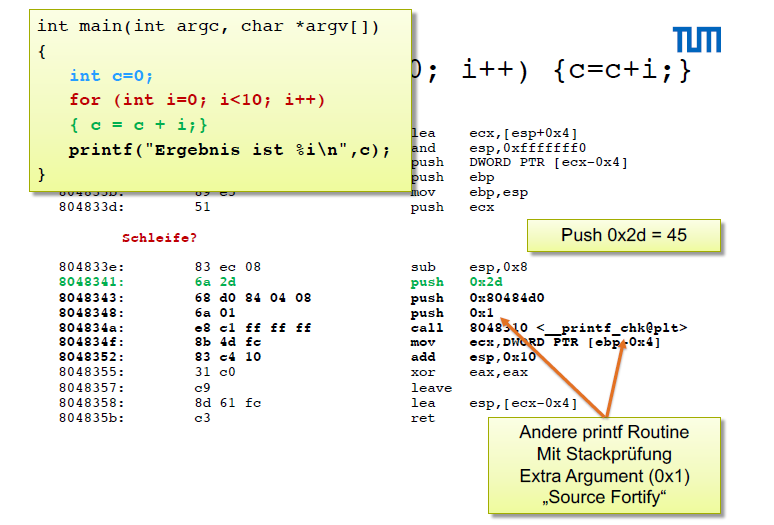 int main(int argc, char *argv[])
{
int c=0;
for (int i=0; i<10; i++)
{ c = c + i;}
printf("Ergebnis ist %i\n",c);
}
TUM
; i++) {c=c+i;}
lea ecx,[esp+0x4]
and esp,0xfffffff0
push DWORD PTR [ecx-0x4]
push ebp
804833b: 89 e5 mov ebp,esp
804833d: 51 push ecx
Schleife?
Push 0x2d = 45
804833e: 83 ec 08 sub esp,0x8
8048341: 6a 2d push 0x2d
8048343: 68 d0 84 04 08 push 0x80484d0
8048348: 6a 01 push 0x1
804834a: e8 c1 ff ff ff call 8048310 <__printf_chk@plt>
804834f: 8b 4d fc mov ecx,DWORD PTR [ebp-0x4]
8048352: 83 c4 10 add esp,0x10
8048355: 31 c0 xor eax,eax
8048357: c9 leave
8048358: 8d 61 fc lea esp,[ecx-0x4]
804835b: c3 ret
Andere printf Routine
Mit Stackprüfung
Extra Argument (0x1)
„Source Fortify“